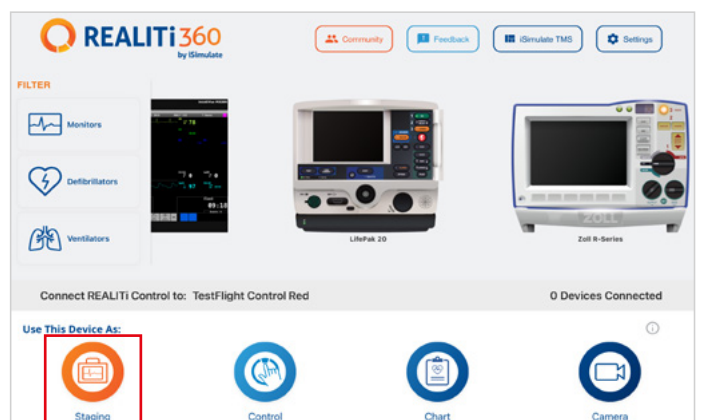 REALITi360
by iSimulate
Community
Feedback
iSimulate TMS
Settings
FILTER
Monitors
Defibrillators
Ventilators
LifePak 20
ZOLL
Zoll R-Series
Connect REALITi Control to: TestFlight Control Red
0 Devices Connected
Use This Device As:
Staging
Control
Chart
Camera